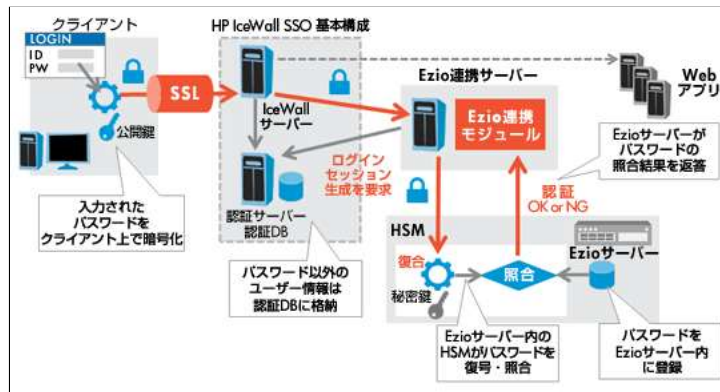 クライアント
LOGIN
ID
PW
公開鍵
入力された
パスワードを
クライアント上で暗号化
SSL
HP IceWall SSO 基本構成
IceWall
サーバー
認証サーバー
認証DB
パスワード以外の
ユーザー情報は
認証DBに格納
ログイン
セッション
生成を要求
Ezio連携サーバー
Ezio連携
モジュール
Web
アプリ
Ezioサーバーが
パスワードの
照合結果を返答
認証
OK or NG
HSM
復合
秘密鍵
照合
Ezioサーバー
Ezioサーバー内の
HSMがパスワードを
復号・照合
パスワードを
Ezioサーバー内
に登録